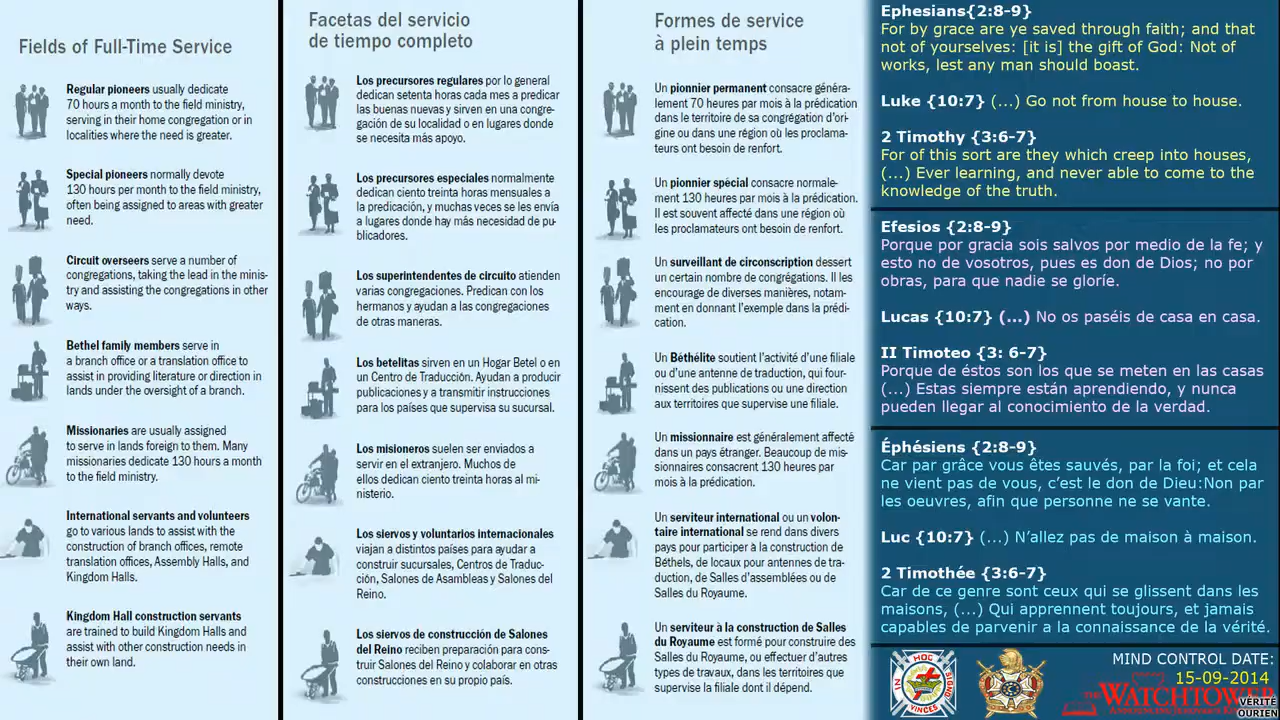 Fields of Full-Time Service
Regular pioneers usually dedicate
70 hours a month to the field ministry,
serving in their home congregation or in
localities where the need is greater.
Special pioneers normally devote
130 hours per month to the field ministry,
often being assigned to areas with greater
need.
Circuit overseers serve a number of
congregations, taking the lead in the minis-
try and assisting the congregations in other
ways.
Bethel family members serve in
a branch office or a translation office to
assist in providing literature or direction in
lands under the oversight of a branch.
Missionaries are usually assigned
to serve in lands foreign to them. Many
missionaries dedicate 130 hours a month
to the field ministry.
International servants and volunteers
go to various lands to assist with the
construction of branch offices, remote
translation offices, Assembly Halls, and
Kingdom Halls.
Kingdom Hall construction servants
are trained to build Kingdom Halls and
assist with other construction needs in
their own land.
Facetas del servicio
de tiempo completo
Los precursores regulares por lo general
dedican setenta horas cada mes a predicar
las buenas nuevas y sirven en una congre-
gación de su localidad o en lugares donde
se necesita más apoyo.
Los precursores especiales normalmente
dedican ciento treinta horas mensuales a
la predicación, y muchas veces se les envía
a lugares donde hay más necesidad de pu-
blicadores.
Los superintendentes de circuito atienden
varias congregaciones. Predican con los
hermanos y ayudan a las congregaciones
de otras maneras.
Los betelitas sirven en un Hogar Betel o en
un Centro de Traducción. Ayudan a producir
publicaciones y a transmitir instrucciones
para los países que supervisa su sucursal.
Los misioneros suelen ser enviados a
servir en el extranjero. Muchos de
ellos dedican ciento treinta horas al mi-
nisterio.
Los siervos y voluntarios internacionales
viajan a distintos países para ayudar a
construir sucursales, Centros de Traduc-
ción, Salones de Asambleas y Salones del
Reino.
Los siervos de construcción de Salones
del Reino reciben preparación para cons-
truir Salones del Reino y colaborar en otras
construcciones en su propio país.
Formes de service
à plein temps
Un pionnier permanent consacre généra-
lement 70 heures par mois à la prédication
dans le territoire de sa congrégation d'ori-
gine ou dans une région où les proclama-
teurs ont besoin de renfort.
Un pionnier spécial consacre normale-
ment 130 heures par mois à la prédication.
Il est souvent affecté dans une région où
les proclamateurs ont besoin de renfort.
Un surveillant de circonscription dessert
un certain nombre de congrégations. Il les
encourage de diverses manières, notam-
ment en donnant l'exemple dans la prédi-
cation.
Un Béthélite soutient l'activité d'une filiale
ou d'une antenne de traduction, qui four-
nissent des publications ou une direction
aux territoires que supervise une filiale.
Un missionnaire est généralement affecté
dans un pays étranger. Beaucoup de mis-
sionnaires consacrent 130 heures par
mois à la prédication.
Un serviteur international ou un volon-
taire international se rend dans divers
pays pour participer à la construction de
Béthels, de locaux pour antennes de tra-
duction, de Salles d'assemblées ou de
Salles du Royaume.
Un serviteur à la construction de Salles
du Royaume est formé pour construire des
Salles du Royaume, ou effectuer d'autres
types de travaux, dans les territoires que
supervise la filiale dont il dépend.
Ephesians{2:8-9}
For by grace are ye saved through faith; and that
not of yourselves: [it is] the gift of God: Not of
works, lest any man should boast.
Luke {10:7} (...) Go not from house to house.
2 Timothy {3:6-7}
For of this sort are they which creep into houses,
(...) Ever learning, and never able to come to the
knowledge of the truth.
Efesios {2:8-9}
Porque por gracia sois salvos por medio de la fe; y
esto no de vosotros, pues es don de Dios; no por
obras, para que nadie se gloríe.
Lucas {10:7} (...) No os paséis de casa en casa.
II Timoteo {3: 6-7}
Porque de éstos son los que se meten en las casas
(...) Estas siempre están aprendiendo, y nunca
pueden llegar al conocimiento de la verdad.
Éphésiens {2:8-9}
Car par grâce vous êtes sauvés, par la foi; et cela
ne vient pas de vous, c'est le don de Dieu:Non par
les oeuvres, afin que personne ne se vante.
Luc {10:7} (...) N'allez pas de maison à maison.
2 Timothée {3:6-7}
Car de ce genre sont ceux qui se glissent dans les
maisons, (...) Qui apprennent toujours, et jamais
capables de parvenir a la connaissance de la vérité.
IN HOC SIGNO VINCES
MIND CONTROL DATE:
15-09-2014
THE WATCHTOWER
VÉRITÉ
OURIEN